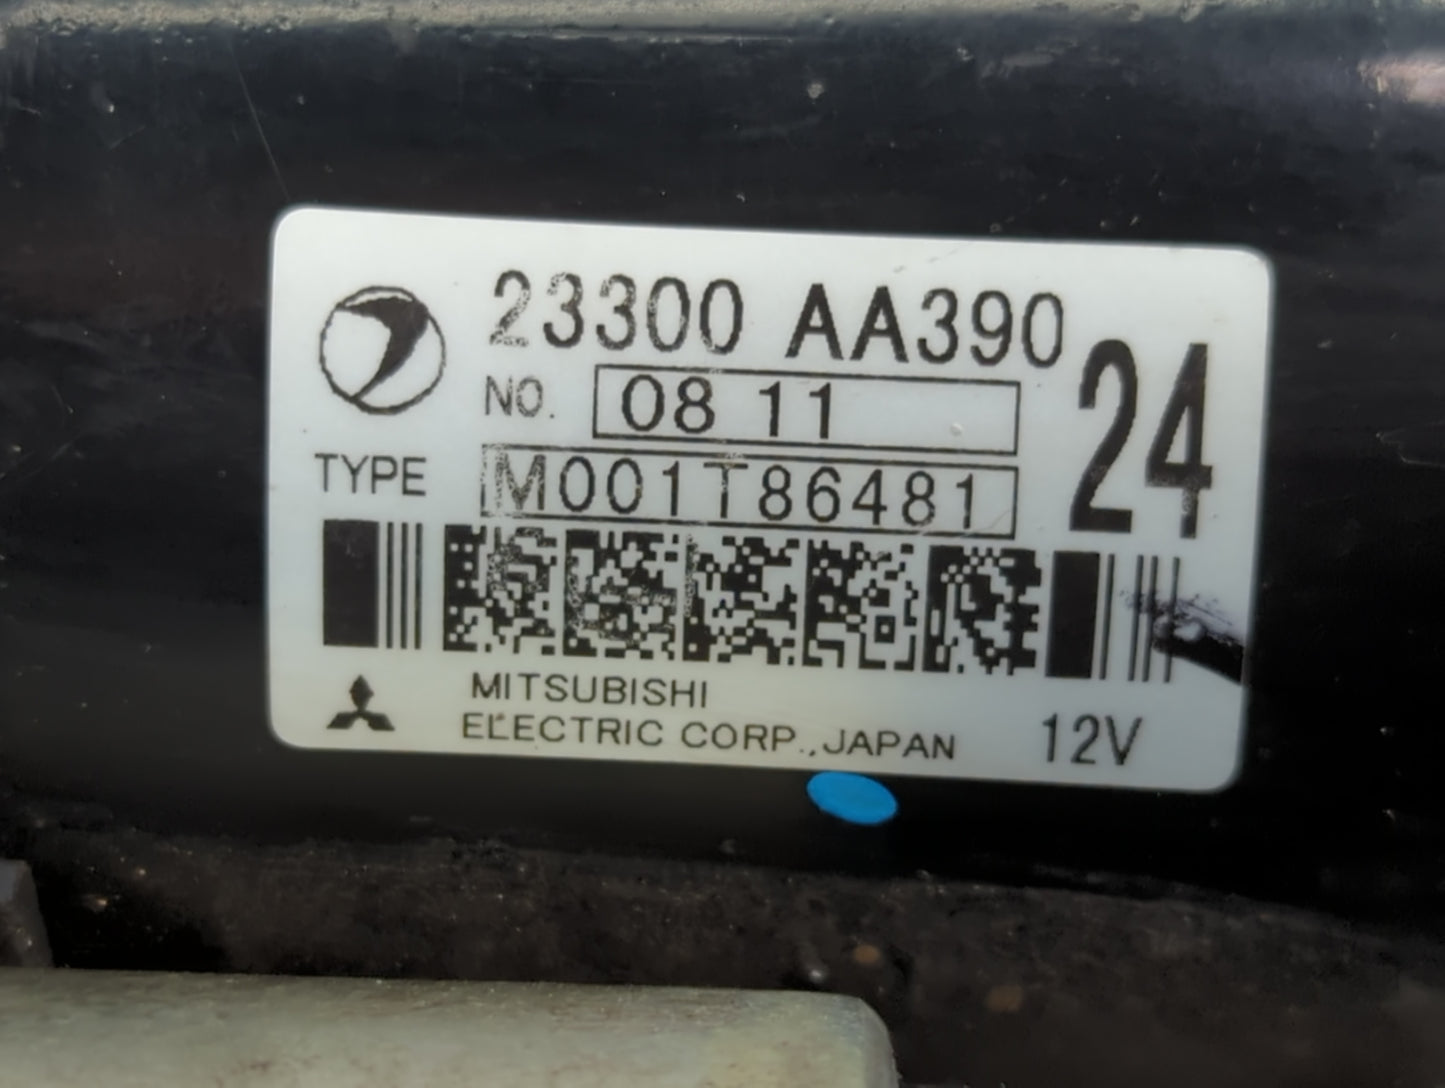 23300 AA390
NO. 08 11
24
TYPE M001T86481
MITSUBISHI
ELECTRIC CORP., JAPAN
12V